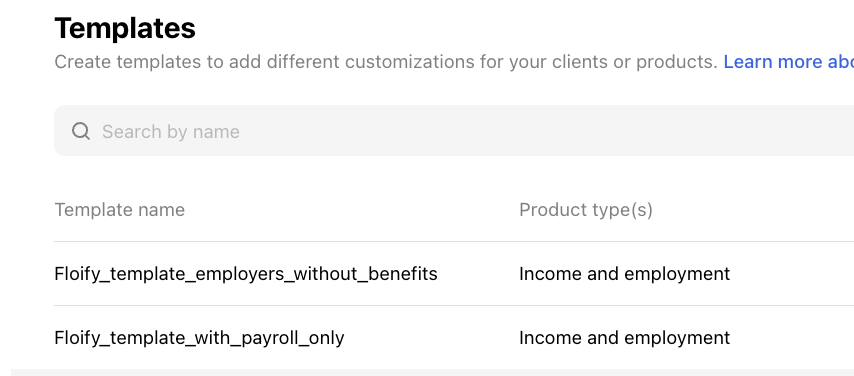 Templates
Create templates to add different customizations for your clients or products. Learn more abo
Search by name
Template name Product type(s)
Floify_template_employers_without_benefits Income and employment
Floify_template_with_payroll_only Income and employment